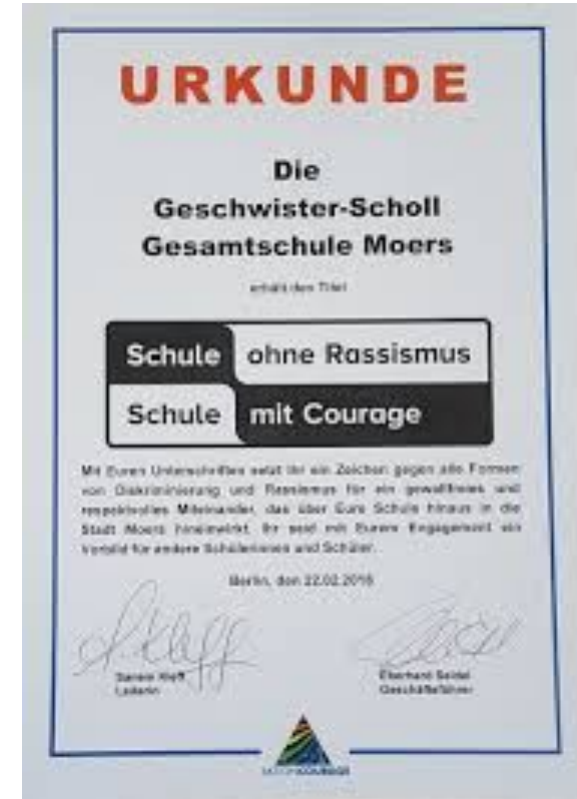 URKUNDE
Die
Geschwister-Scholl
Gesamtschule Moers
erhält den Titel
Schule ohne Rassismus
Schule mit Courage
Mit Euren Unterschriften setzt Ihr ein Zeichen gegen alle Formen
von Diskriminierung und Rassismus für ein gewaltfreies und
respektvolles Miteinander, das über Eure Schule hinaus in die
Stadt Moers hineinwirkt. Ihr seid mit Eurem Engagement ein
Vorbild für andere Schülerinnen und Schüler.
Berlin, den 22.02.2016
Sanem Kleff
Leiterin
Eberhard Seidel
Geschäftsführer